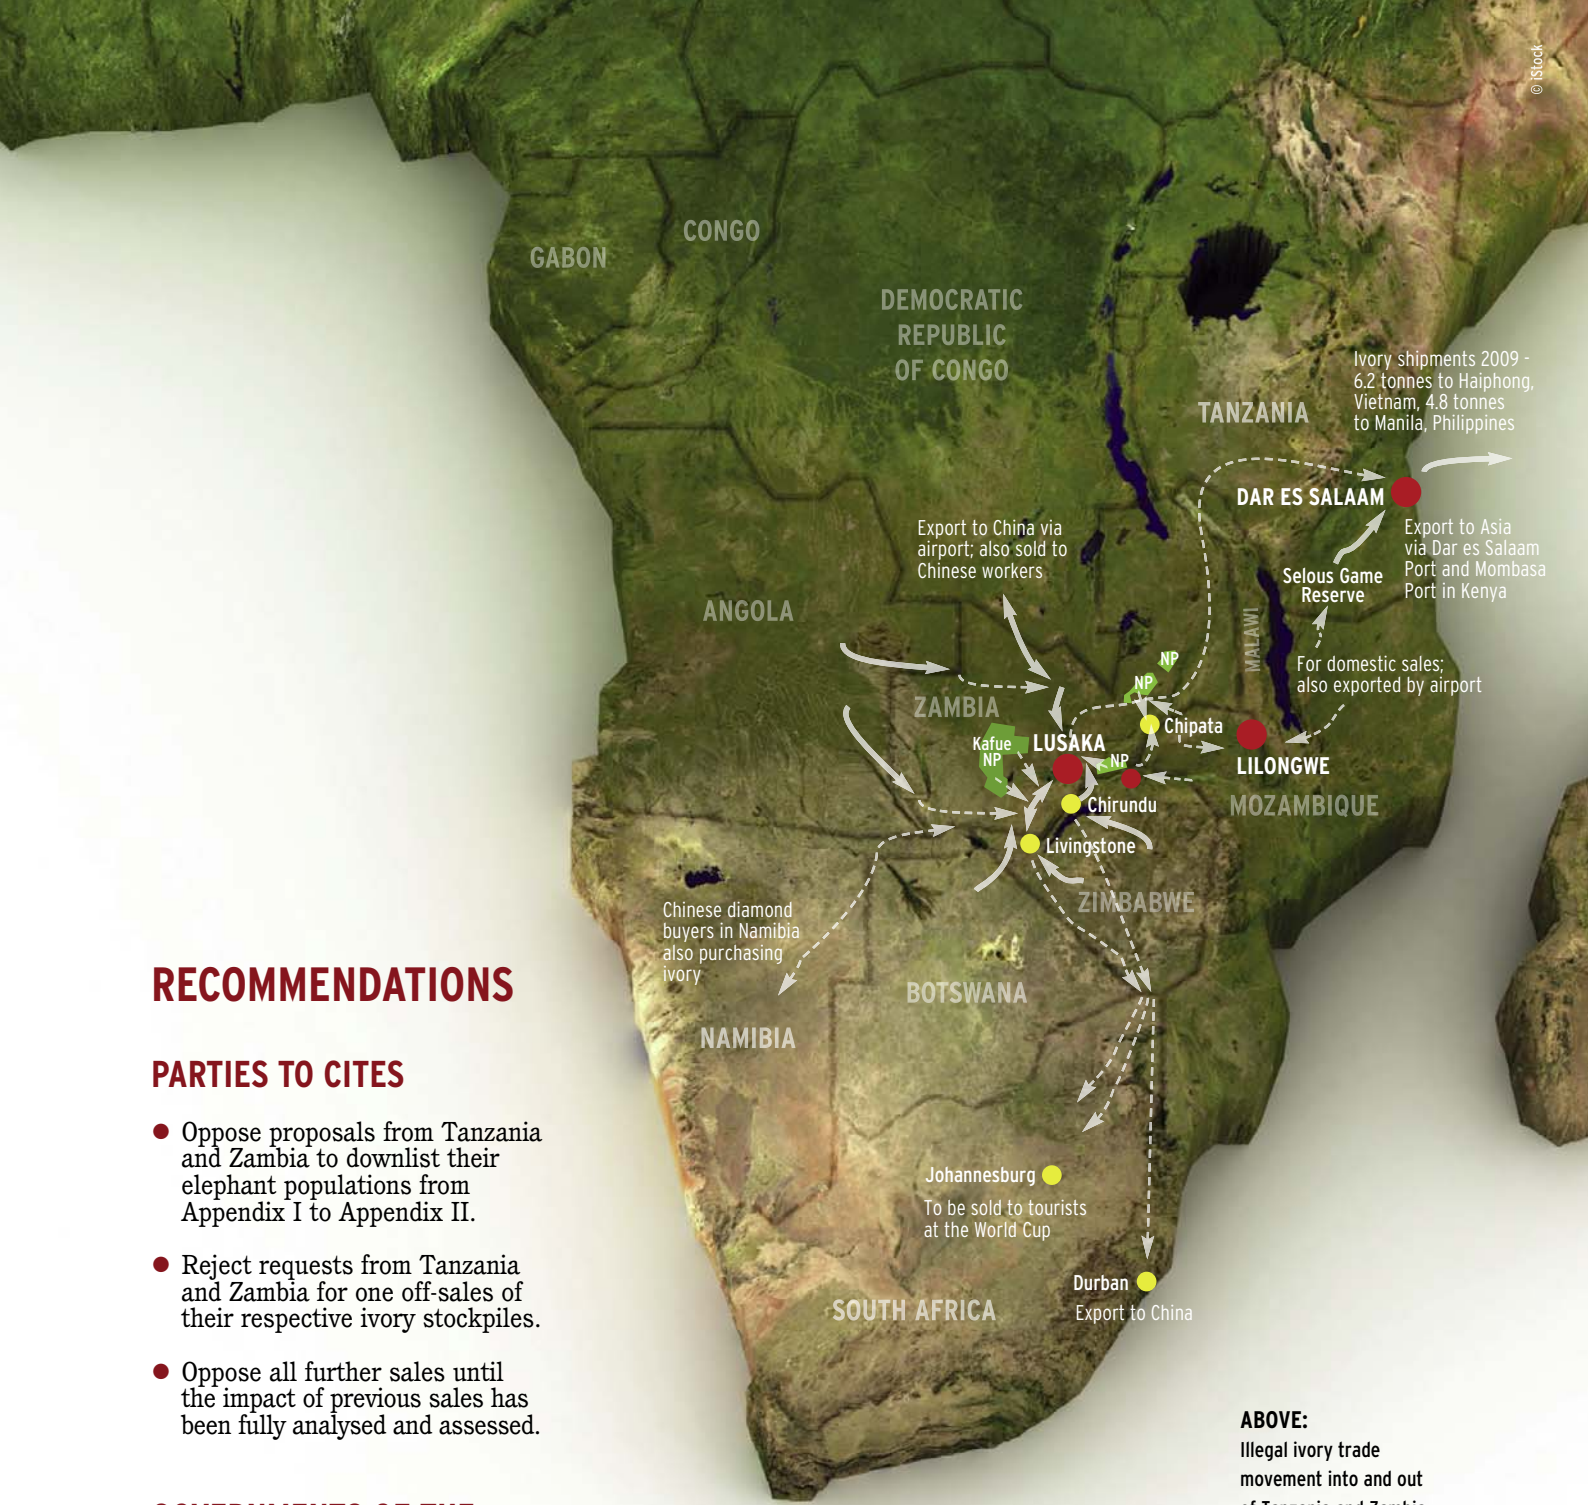 © iStock
GABON
CONGO
DEMOCRATIC
REPUBLIC
OF CONGO
Ivory shipments 2009 -
6.2 tonnes to Haiphong,
Vietnam, 4.8 tonnes
to Manila, Philippines
TANZANIA
DAR ES SALAAM
Export to China via
airport; also sold to
Chinese workers
Export to Asia
via Dar es Salaam
Port and Mombasa
Port in Kenya
Selous Game
Reserve
ANGOLA
MALAWI
For domestic sales;
also exported by airport
NP
NP
ZAMBIA
Chipata
Kafue
NP
LUSAKA
NP
LILONGWE
Chirundu
MOZAMBIQUE
Livingstone
ZIMBABWE
Chinese diamond
buyers in Namibia
also purchasing
ivory
BOTSWANA
NAMIBIA
Johannesburg
To be sold to tourists
at the World Cup
Durban
Export to China
SOUTH AFRICA
RECOMMENDATIONS
PARTIES TO CITES
● Oppose proposals from Tanzania
and Zambia to downlist their
elephant populations from
Appendix I to Appendix II.
● Reject requests from Tanzania
and Zambia for one off-sales of
their respective ivory stockpiles.
● Oppose all further sales until
the impact of previous sales has
been fully analysed and assessed.
ABOVE:
Illegal ivory trade
movement into and out
of Tanzania and Zambia
GOVERNMENTS OF THE